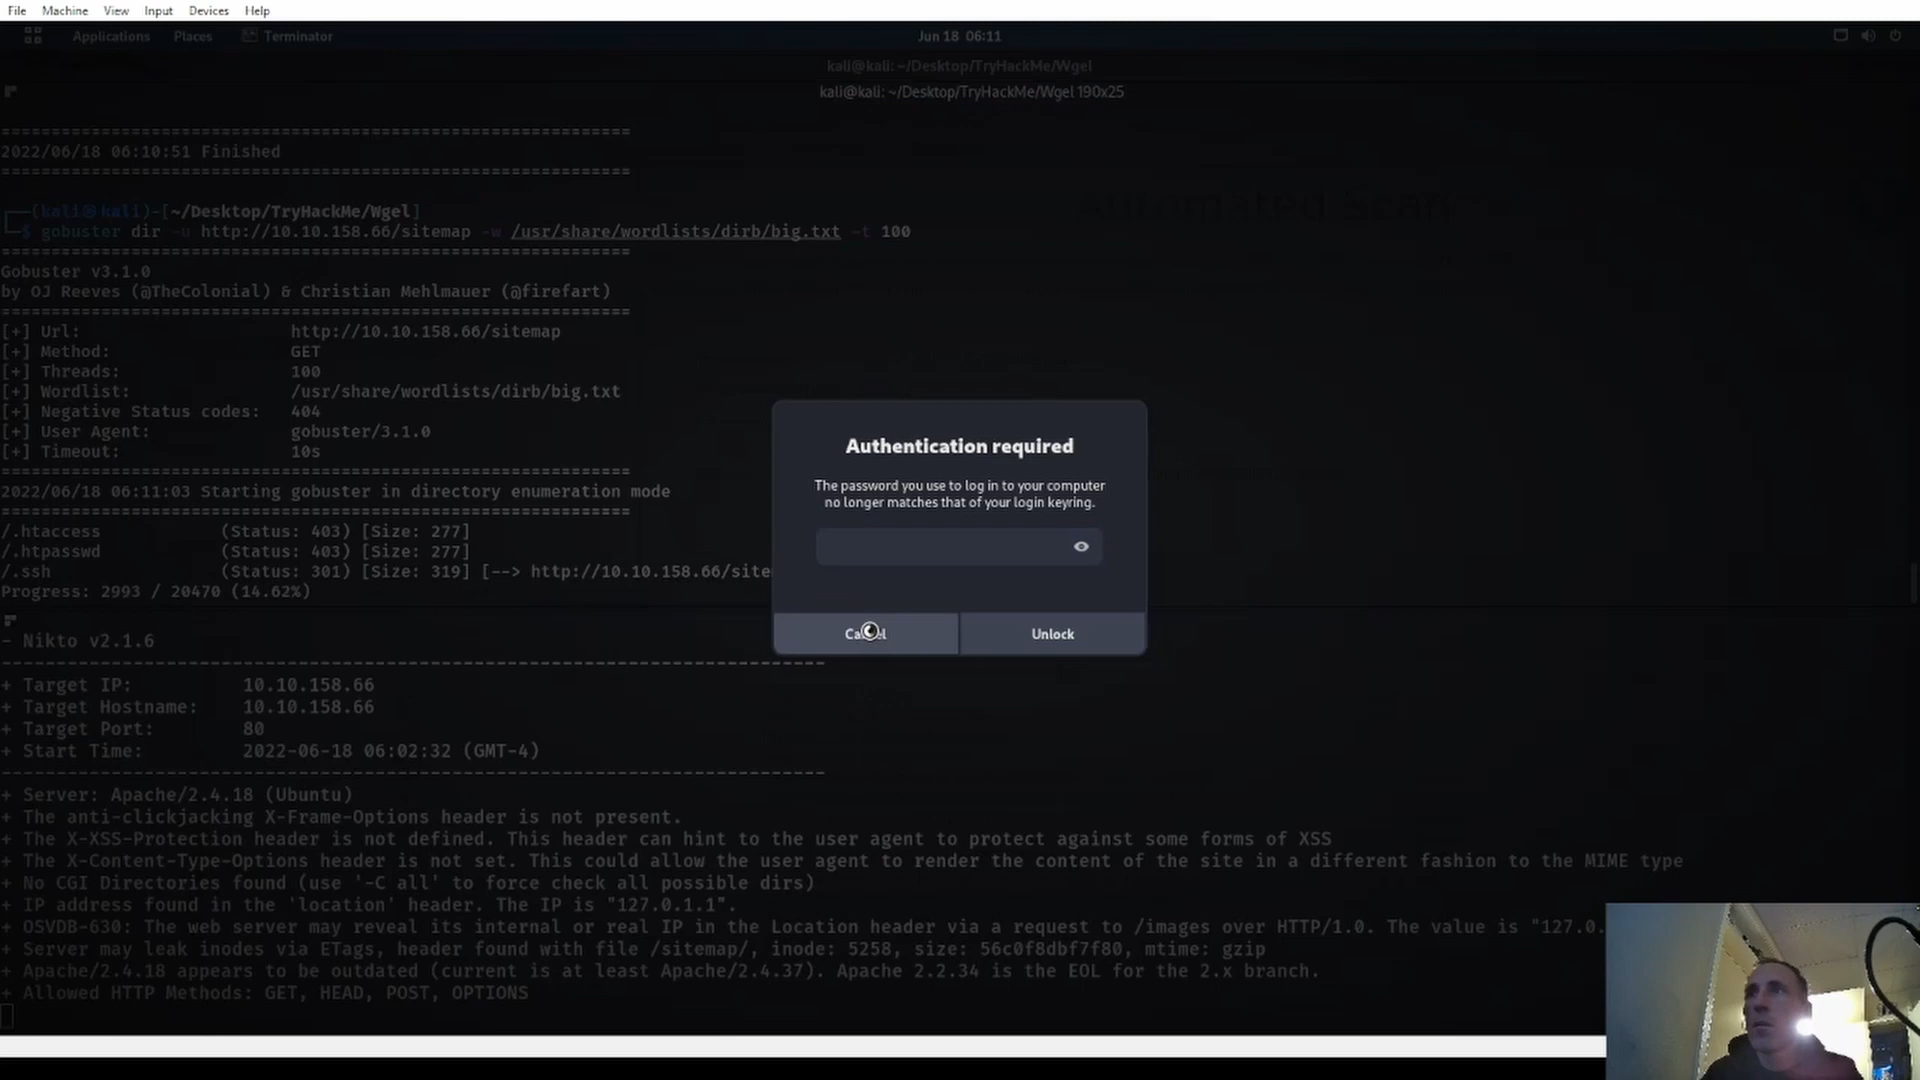 File Machine View Input Devices Help
Applications Places Terminator Jun 18 06:11
kali@kali: ~/Desktop/TryHackMe/Wgel
kali@kali: ~/Desktop/TryHackMe/Wgel 190x25
===============================================================
2022/06/18 06:10:51 Finished
===============================================================
Automated Scan
┌──(kali㉿kali)-[~/Desktop/TryHackMe/Wgel]
└─$ gobuster dir -u http://10.10.158.66/sitemap -w /usr/share/wordlists/dirb/big.txt -t 100
===============================================================
Gobuster v3.1.0
by OJ Reeves (@TheColonial) & Christian Mehlmauer (@firefart)
===============================================================
[+] Url: http://10.10.158.66/sitemap
[+] Method: GET
[+] Threads: 100
[+] Wordlist: /usr/share/wordlists/dirb/big.txt
[+] Negative Status codes: 404
[+] User Agent: gobuster/3.1.0
[+] Timeout: 10s
===============================================================
2022/06/18 06:11:03 Starting gobuster in directory enumeration mode
===============================================================
/.htaccess (Status: 403) [Size: 277]
/.htpasswd (Status: 403) [Size: 277]
/.ssh (Status: 301) [Size: 319] [--> http://10.10.158.66/site
Progress: 2993 / 20470 (14.62%)
Authentication required
The password you use to log in to your computer
no longer matches that of your login keyring.
Cancel Unlock
- Nikto v2.1.6
---------------------------------------------------------------------------
+ Target IP: 10.10.158.66
+ Target Hostname: 10.10.158.66
+ Target Port: 80
+ Start Time: 2022-06-18 06:02:32 (GMT-4)
---------------------------------------------------------------------------
+ Server: Apache/2.4.18 (Ubuntu)
+ The anti-clickjacking X-Frame-Options header is not present.
+ The X-XSS-Protection header is not defined. This header can hint to the user agent to protect against some forms of XSS
+ The X-Content-Type-Options header is not set. This could allow the user agent to render the content of the site in a different fashion to the MIME type
+ No CGI Directories found (use '-C all' to force check all possible dirs)
+ IP address found in the 'location' header. The IP is "127.0.1.1".
+ OSVDB-630: The web server may reveal its internal or real IP in the Location header via a request to /images over HTTP/1.0. The value is "127.0.
+ Server may leak inodes via ETags, header found with file /sitemap/, inode: 5258, size: 56c0f8dbf7f80, mtime: gzip
+ Apache/2.4.18 appears to be outdated (current is at least Apache/2.4.37). Apache 2.2.34 is the EOL for the 2.x branch.
+ Allowed HTTP Methods: GET, HEAD, POST, OPTIONS